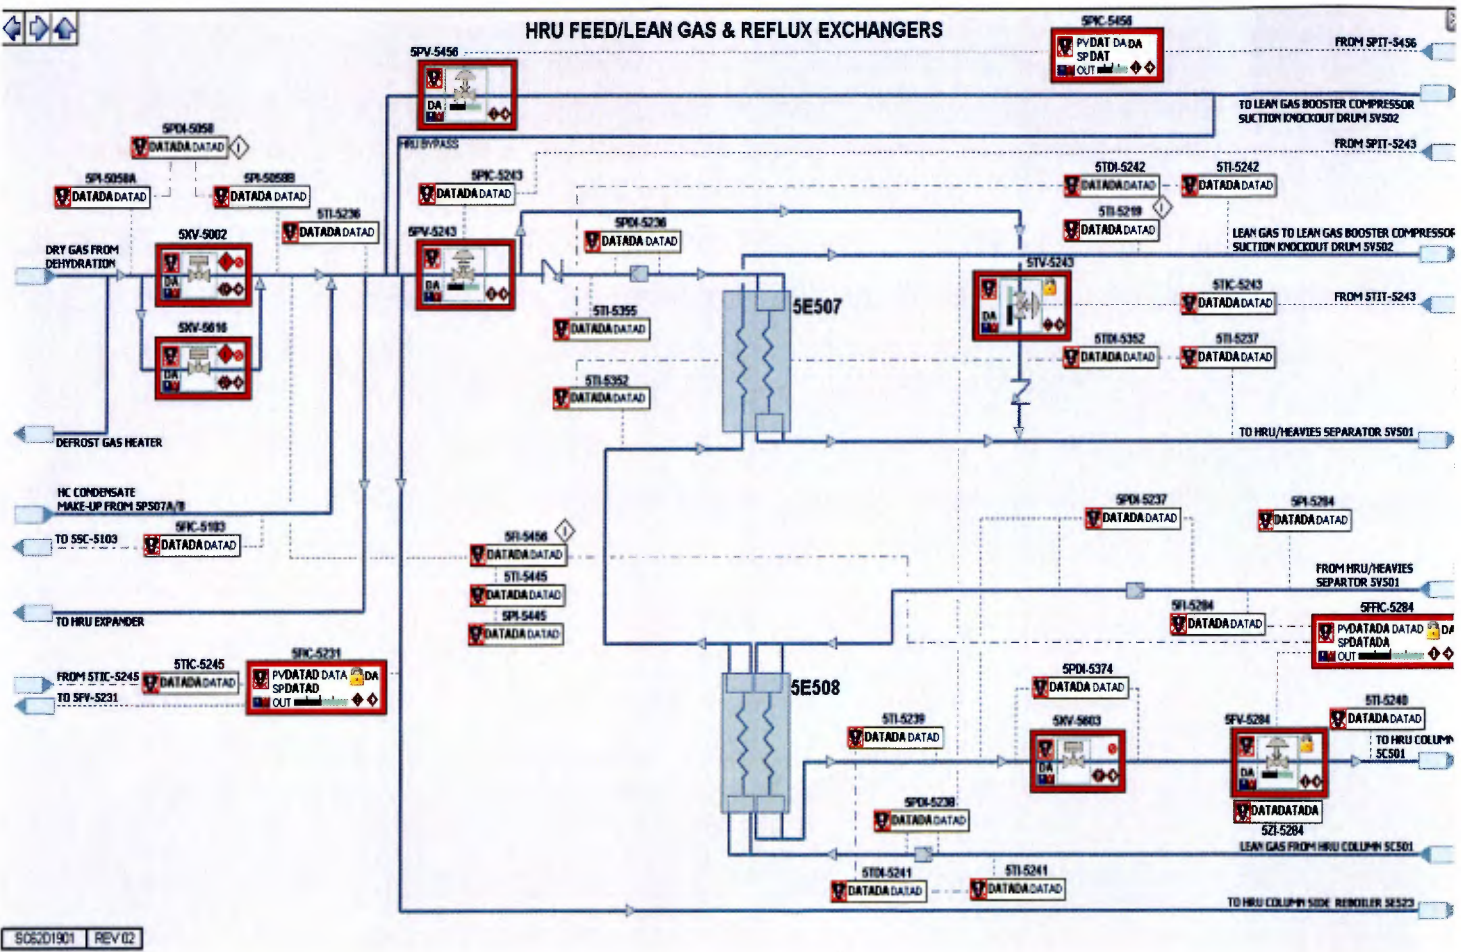 HRU FEED/LEAN GAS & REFLUX EXCHANGERS
5PIC-5456
PVDAT DADA
SPDAT
OUT
FROM 5PIT-5456
5PV-5456
DA
TO LEAN GAS BOOSTER COMPRESSOR
SUCTION KNOCKOUT DRUM 5V502
HRU BYPASS
FROM 5PIT-5243
5PDI-5058
DATADA DATAD
I
5PI-5058A
DATADA DATAD
5PI-5058B
DATADA DATAD
5PIC-5243
DATADA DATAD
5TDI-5242
DATADA DATAD
5TI-5242
DATADA DATAD
5TI-5236
DATADA DATAD
5PDI-5236
DATADA DATAD
5TI-5219
DATADA DATAD
I
LEAN GAS TO LEAN GAS BOOSTER COMPRESSOR
SUCTION KNOCKOUT DRUM 5V502
DRY GAS FROM
DEHYDRATION
5XV-5002
DA
5PV-5243
DA
5TV-5243
DA
5TIC-5243
DATADA DATAD
FROM 5TIT-5243
5E507
5TI-5355
DATADA DATAD
5XV-5616
DA
5TDI-5352
DATADA DATAD
5TI-5237
DATADA DATAD
5TI-5352
DATADA DATAD
DEFROST GAS HEATER
TO HRU/HEAVIES SEPARATOR 5V501
HC CONDENSATE
MAKE-UP FROM 5P507A/B
5FIC-5103
DATADA DATAD
TO 5SC-5103
5PDI-5237
DATADA DATAD
5PI-5284
DATADA DATAD
5FI-5456
DATADA DATAD
I
5TI-5445
DATADA DATAD
5PI-5445
DATADA DATAD
FROM HRU/HEAVIES
SEPARTOR 5V501
5FI-5284
DATADA DATAD
5FFIC-5284
PVDATADA DATAD DA
SPDATADA
OUT
TO HRU EXPANDER
FROM 5TIC-5245
5TIC-5245
DATADA DATAD
TO 5FV-5231
5FIC-5231
PVDATAD DATA DA
SPDATAD
OUT
5E508
5PDI-5374
DATADA DATAD
5TI-5239
DATADA DATAD
5XV-5603
DA
5FV-5284
DA
DATADATADA
5ZI-5284
5TI-5240
DATADA DATAD
TO HRU COLUMN
5C501
5PDI-5238
DATADA DATAD
LEAN GAS FROM HRU COLUMN 5C501
5TDI-5241
DATADA DATAD
5TI-5241
DATADA DATAD
TO HRU COLUMN SIDE REBOILER 5E523
SC62D1901 REV 02